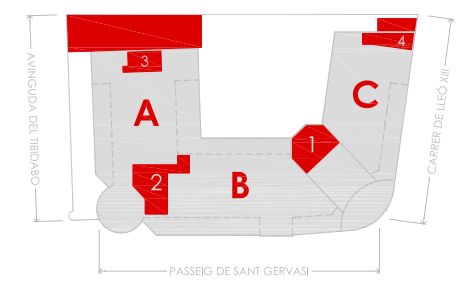 4
3
C
A
AVINGUDA DEL TIBIDABO
CARRER DE LLEÓ XIII
1
2
B
PASSEIG DE SANT GERVASI